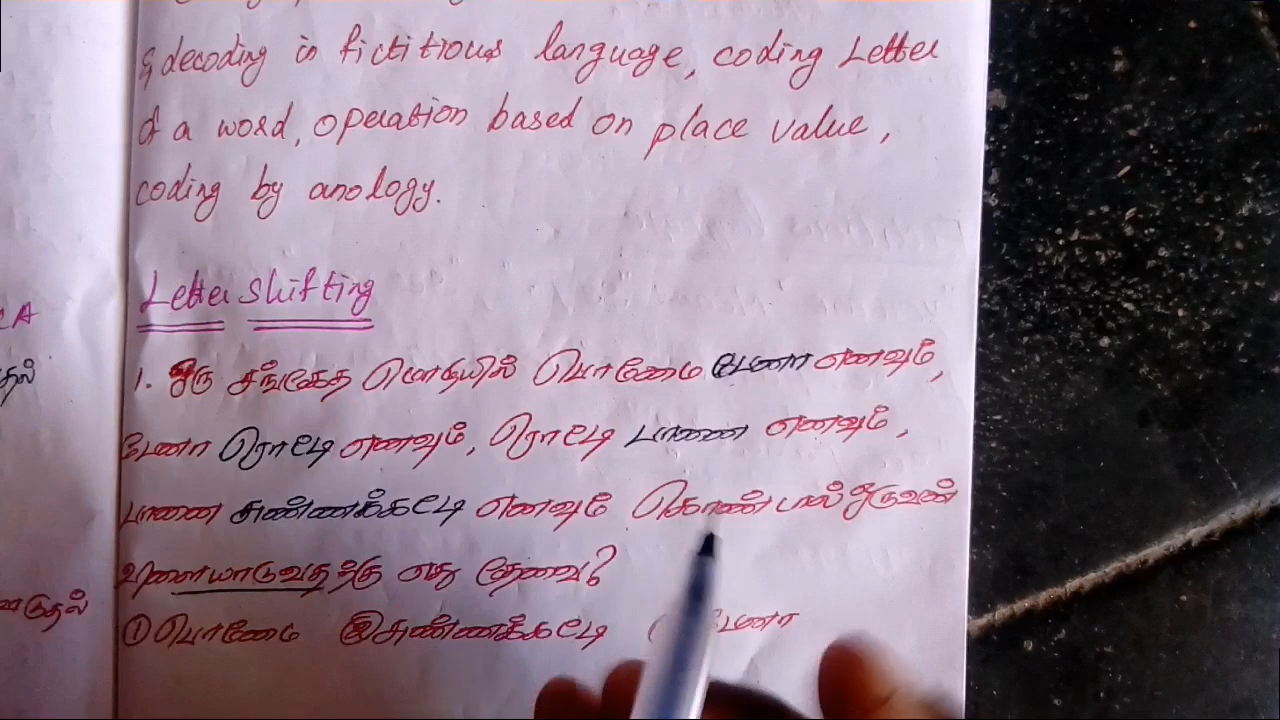 & decoding in fictitious language, coding Letter
of a word, operation based on place value,
coding by anology.
Letter shifting
1. ஒரு சங்கேத மொழியில் பொம்மை பேனா எனவும்,
பேனா ரொட்டி எனவும், ரொட்டி பானை எனவும்,
பானை சுண்ணக்கட்டி எனவும் கொண்டால் ஒருவன்
விளையாடுவதற்கு எது தேவை?
① பொம்மை ② சுண்ணக்கட்டி பேனா